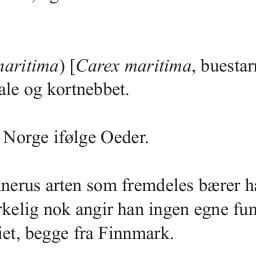 maritima) [Carex maritima, buestarr
ale og kortnebbet.
Norge ifølge Oeder.
nerus arten som fremdeles bærer ha
kelig nok angir han ingen egne fun
iet, begge fra Finnmark.